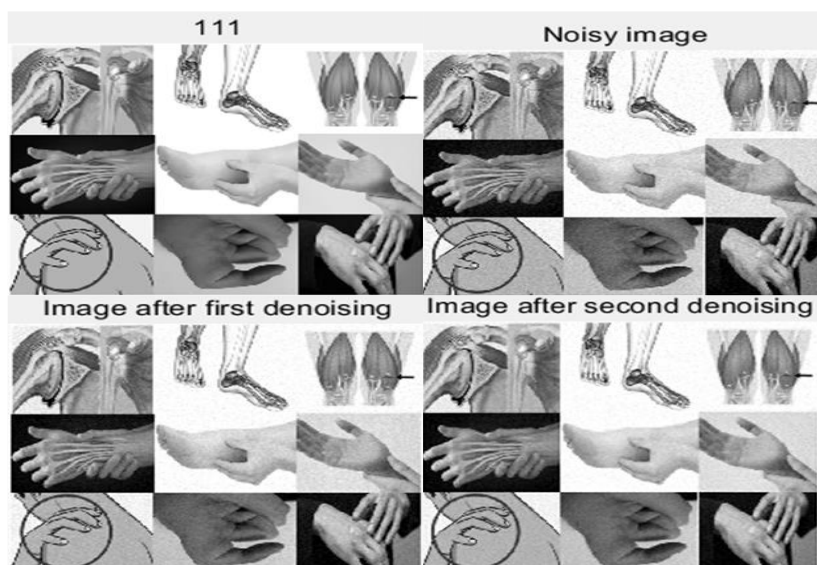 111
Noisy image
Image after first denoising
Image after second denoising